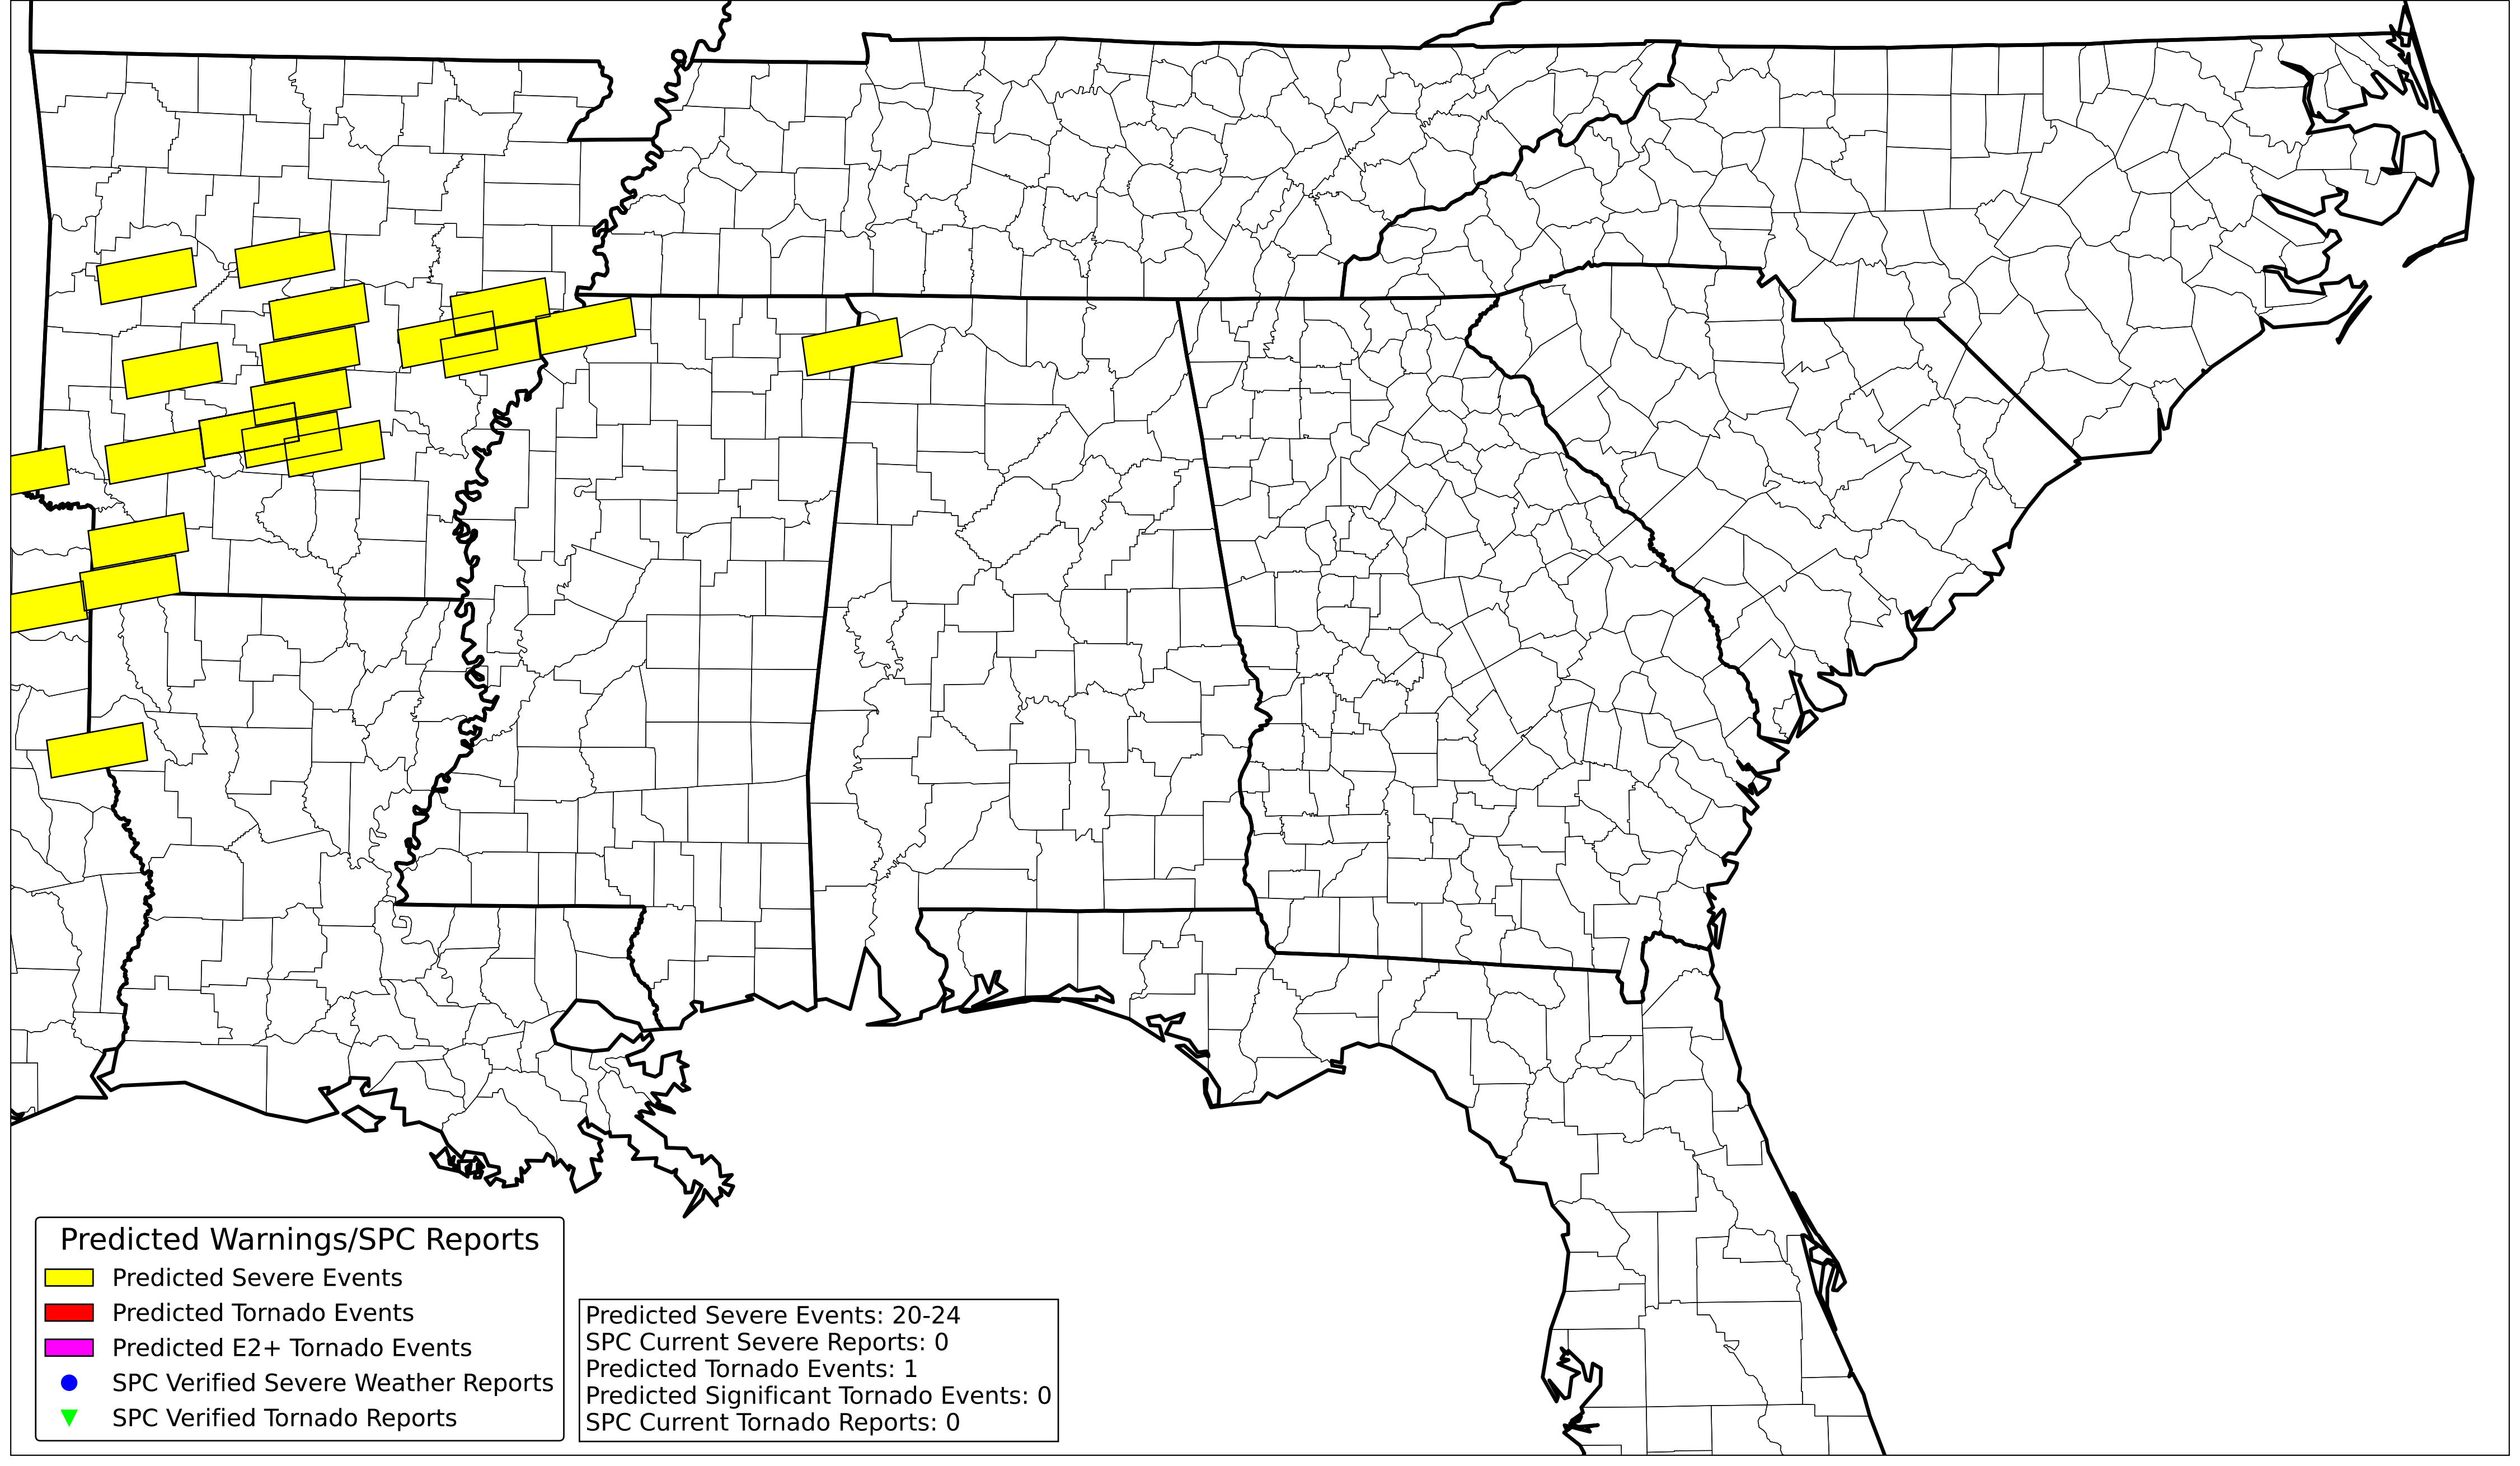 Predicted Warnings/SPC Reports
Predicted Severe Events
Predicted Tornado Events
Predicted E2+ Tornado Events
SPC Verified Severe Weather Reports
SPC Verified Tornado Reports
Predicted Severe Events: 20-24
SPC Current Severe Reports: 0
Predicted Tornado Events: 1
Predicted Significant Tornado Events: 0
SPC Current Tornado Reports: 0